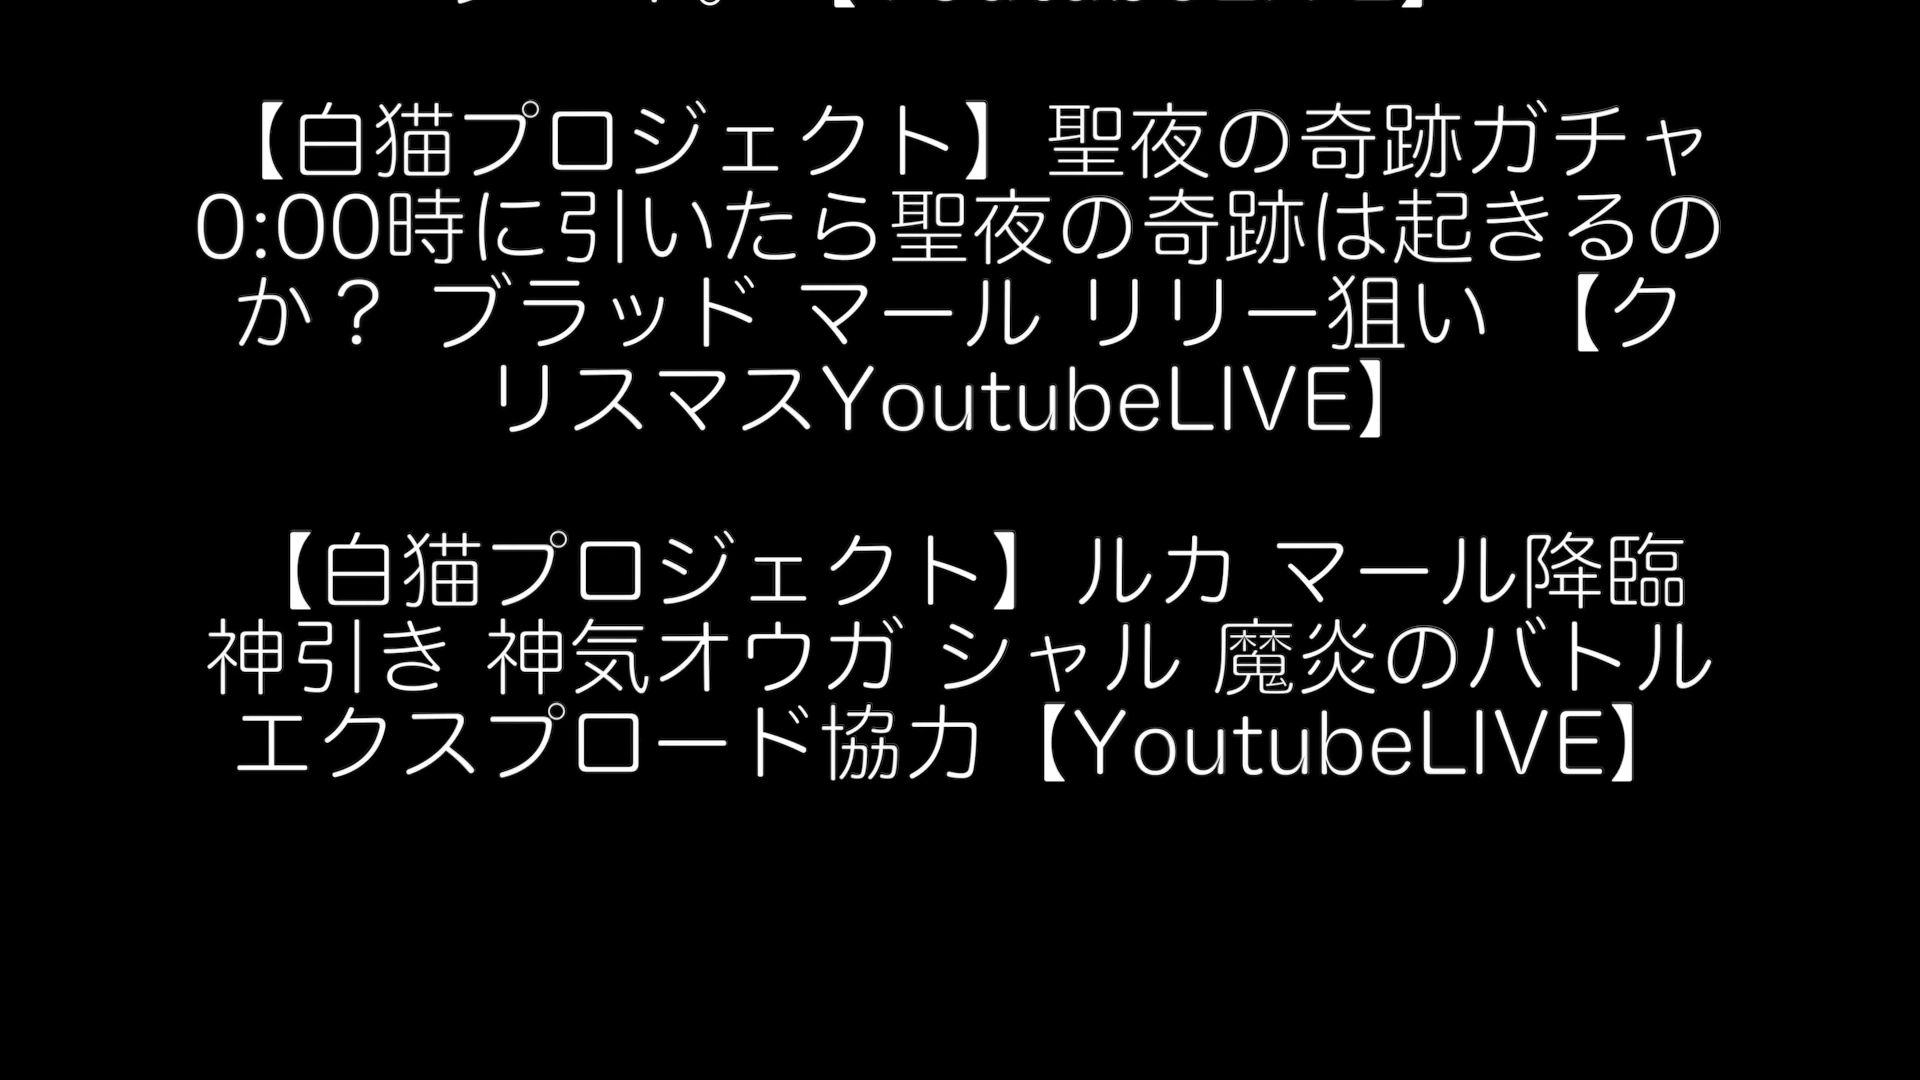 【白猫プロジェクト】聖夜の奇跡ガチャ
0:00時に引いたら聖夜の奇跡は起きるの
か？ ブラッド マール リリー狙い 【ク
リスマスYoutubeLIVE】
【白猫プロジェクト】ルカ マール降臨
神引き 神気オウガ シャル 魔炎のバトル
エクスプロード協力【YoutubeLIVE】